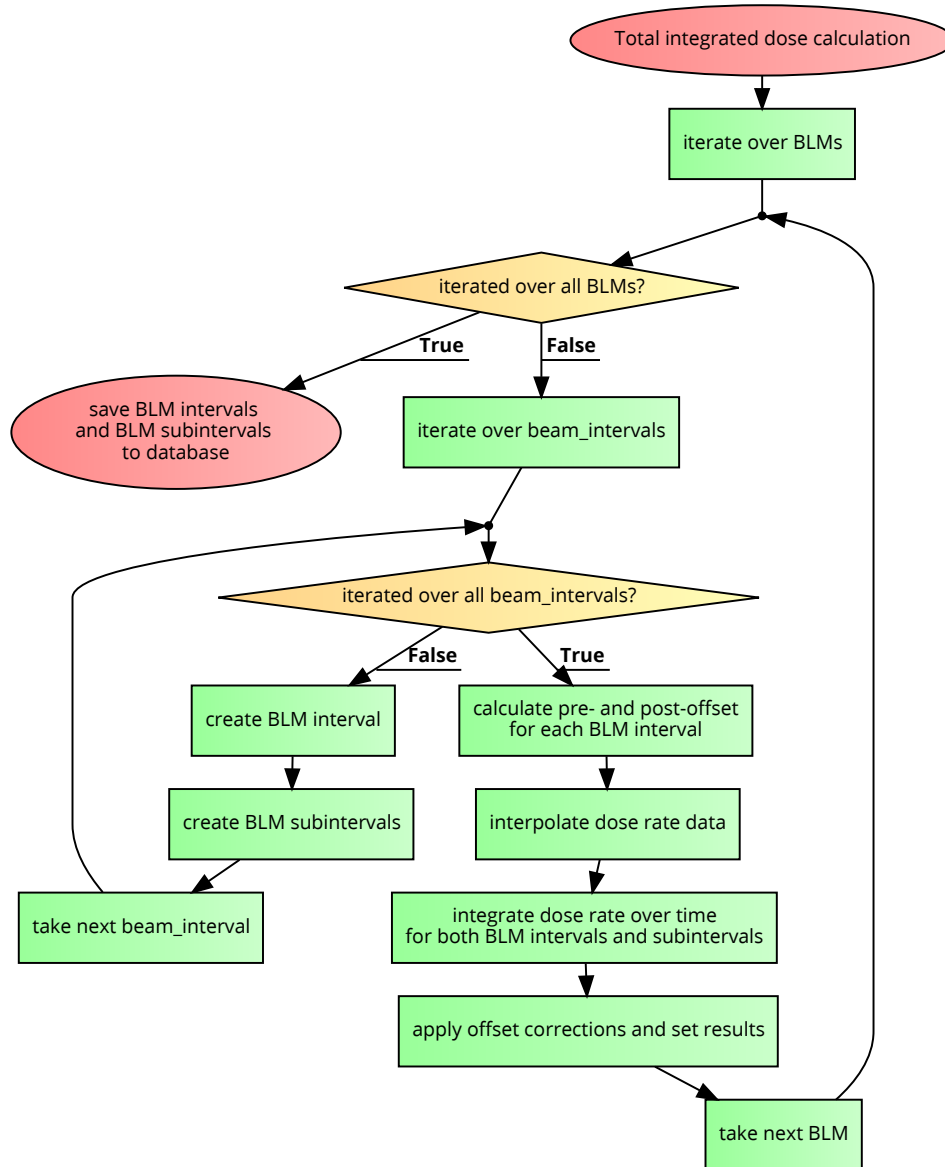 Total integrated dose calculation
iterate over BLMs
iterated over all BLMs?
True
False
save BLM intervals
and BLM subintervals
to database
iterate over beam_intervals
iterated over all beam_intervals?
False
True
create BLM interval
calculate pre- and post-offset
for each BLM interval
create BLM subintervals
interpolate dose rate data
take next beam_interval
integrate dose rate over time
for both BLM intervals and subintervals
apply offset corrections and set results
take next BLM